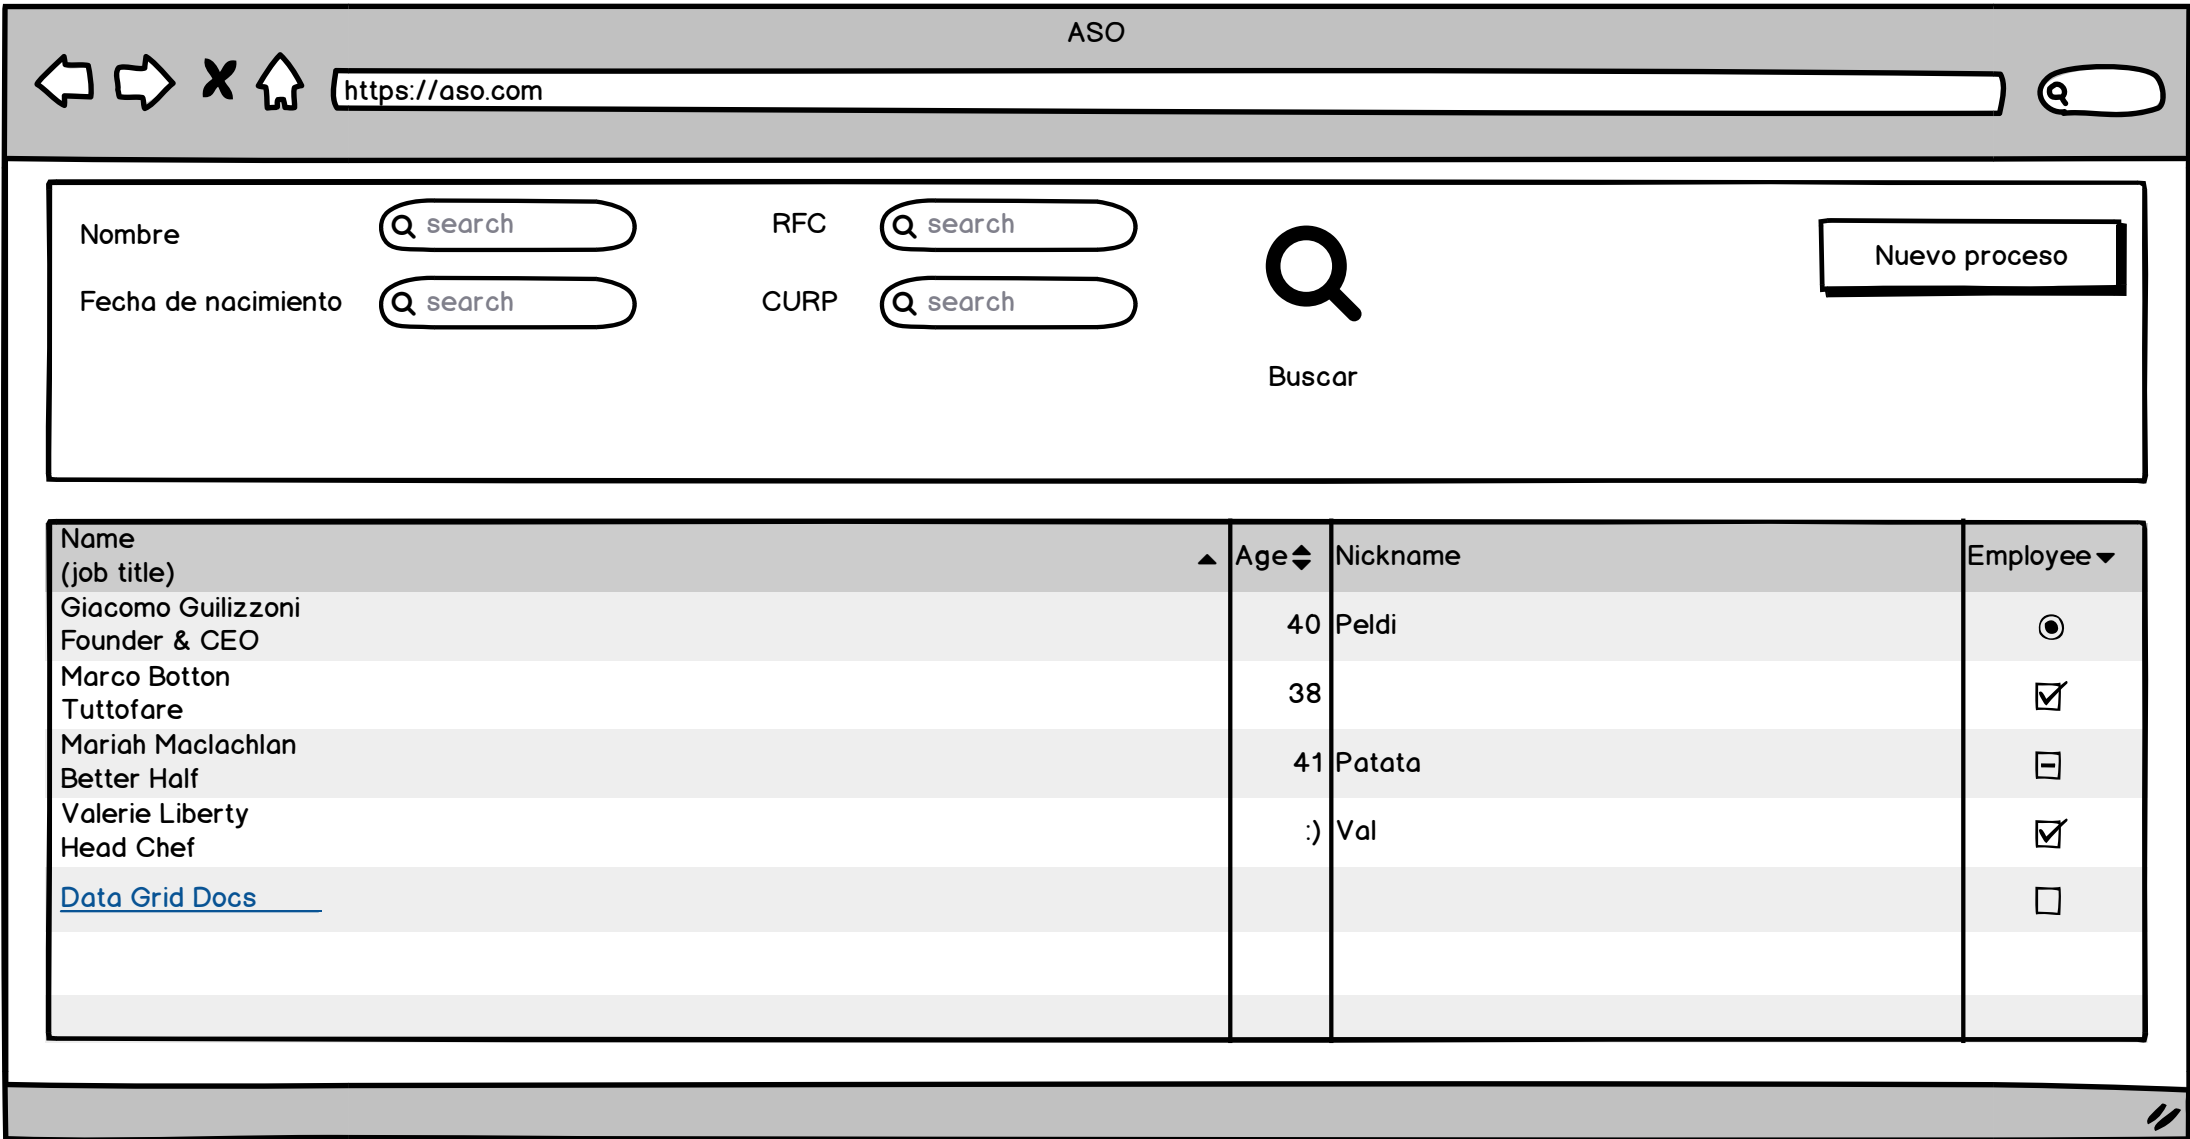 ASO
https://aso.com
Nombre
search
RFC
search
Nuevo proceso
Fecha de nacimiento
search
CURP
search
Buscar
Name
(job title)
Age
Nickname
Employee
Giacomo Guilizzoni
Founder & CEO
40
Peldi
Marco Botton
Tuttofare
38
Mariah Maclachlan
Better Half
41
Patata
Valerie Liberty
Head Chef
:)
Val
Data Grid Docs